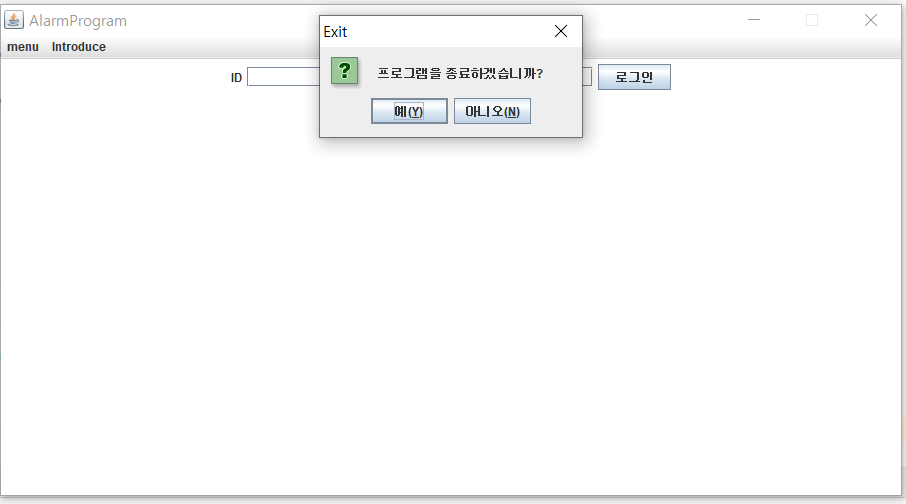 AlarmProgram
menu Introduce
Exit
?
프로그램을 종료하겠습니까?
예(Y) 아니오(N)
ID 로그인